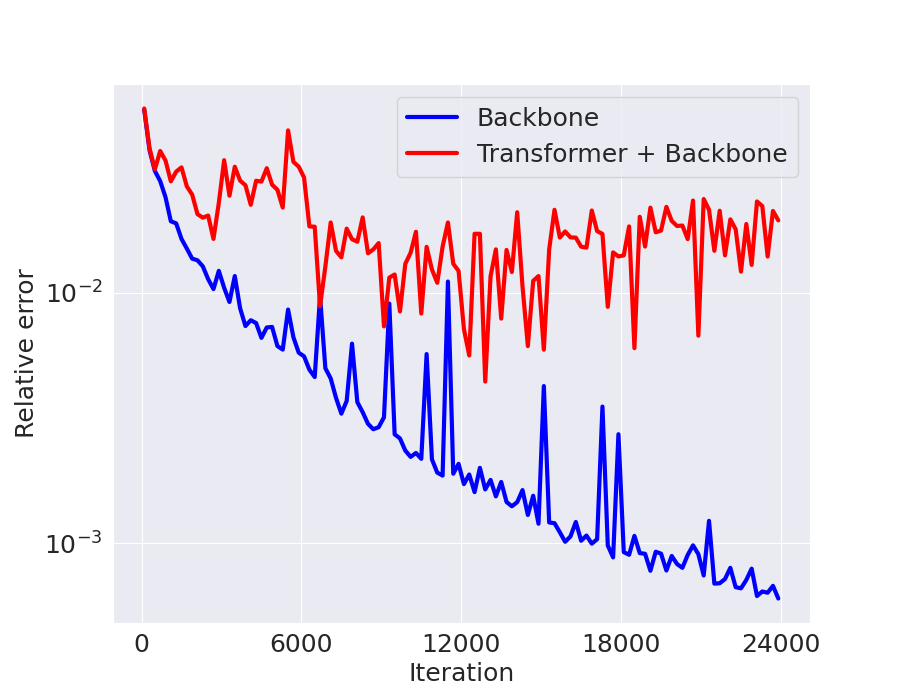 Backbone
Transformer + Backbone
Relative error
10⁻²
10⁻³
0 6000 12000 18000 24000
Iteration